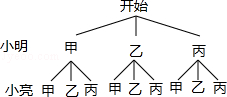 开始
小明 甲 乙 丙
小亮 甲 乙 丙 甲 乙 丙 甲 乙 丙